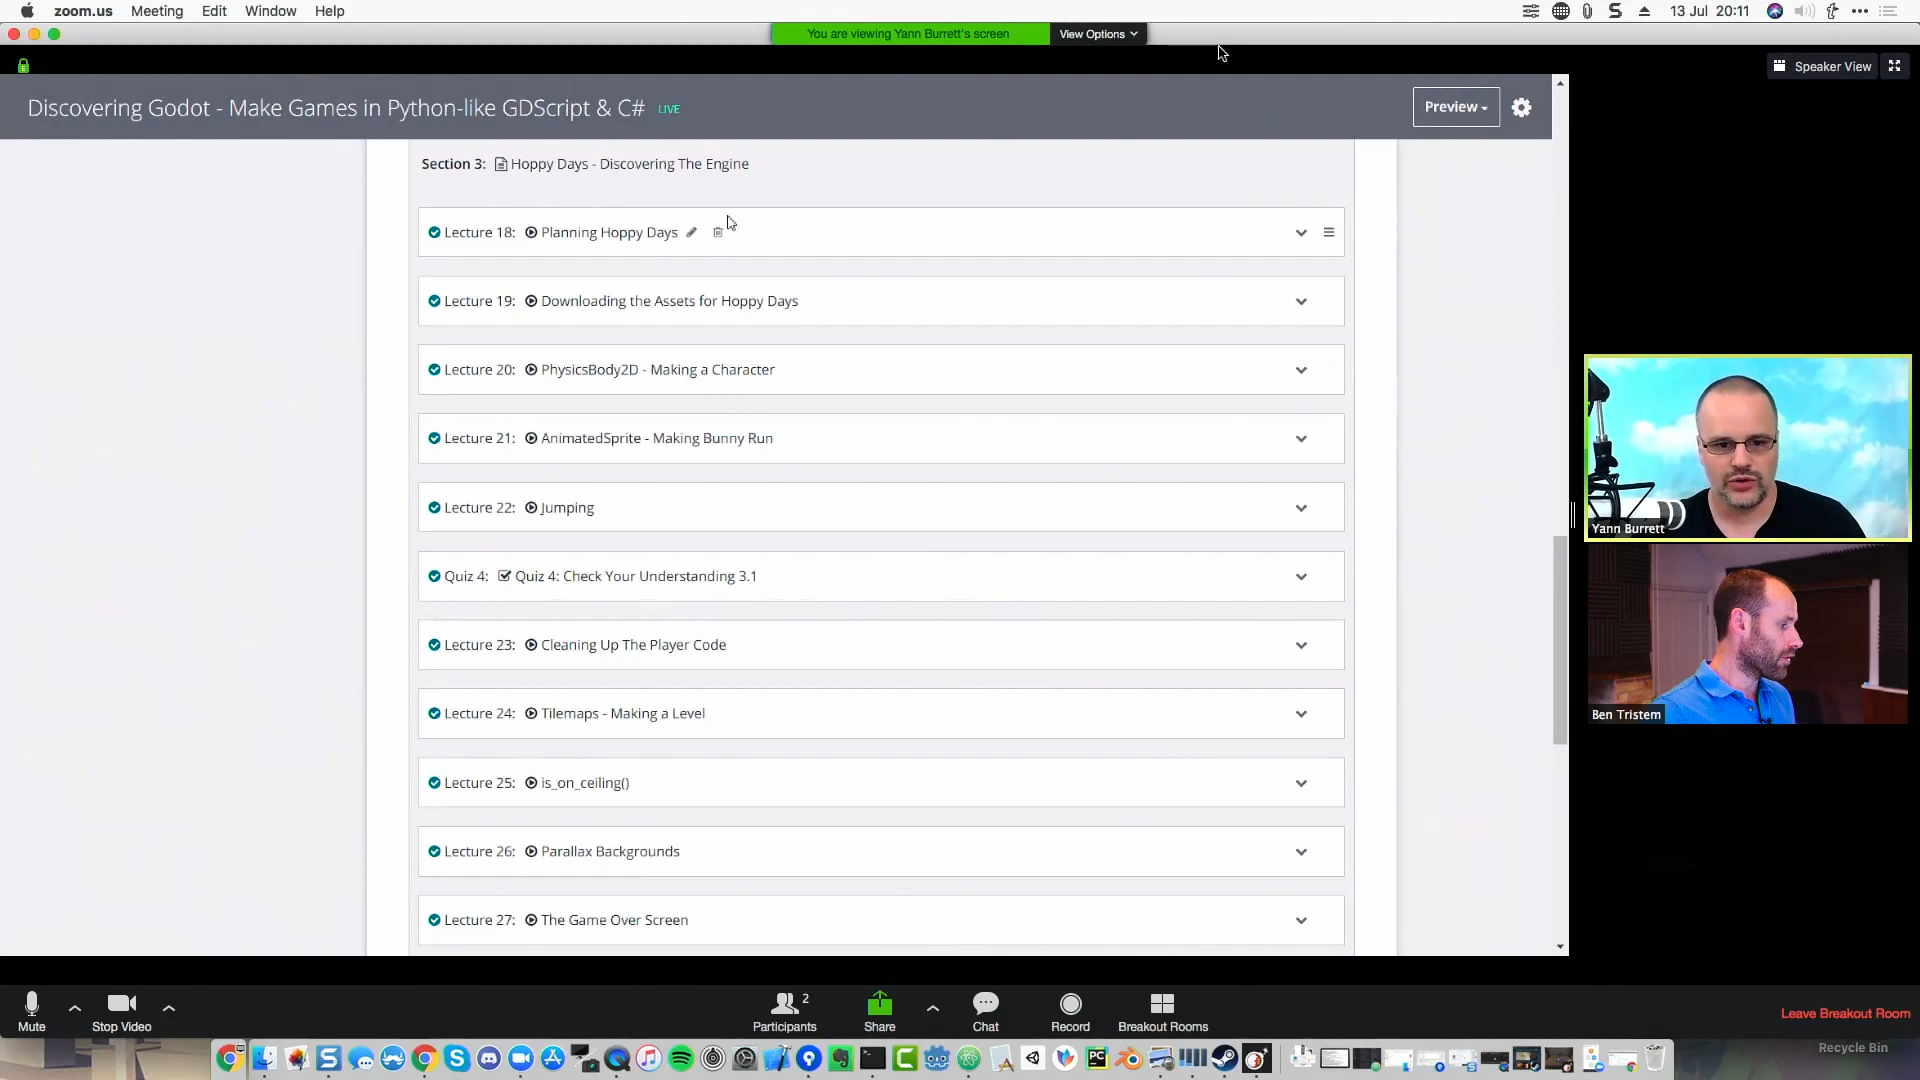 zoom.us Meeting Edit Window Help
13 Jul 20:11
You are viewing Yann Burrett's screen
View Options
Speaker View
Discovering Godot - Make Games in Python-like GDScript & C# LIVE
Preview
Section 3: Hoppy Days - Discovering The Engine
Lecture 18: Planning Hoppy Days
Lecture 19: Downloading the Assets for Hoppy Days
Lecture 20: PhysicsBody2D - Making a Character
Lecture 21: AnimatedSprite - Making Bunny Run
Lecture 22: Jumping
Quiz 4: Quiz 4: Check Your Understanding 3.1
Lecture 23: Cleaning Up The Player Code
Lecture 24: Tilemaps - Making a Level
Lecture 25: is_on_ceiling()
Lecture 26: Parallax Backgrounds
Lecture 27: The Game Over Screen
Yann Burrett
Ben Tristem
Mute
Stop Video
2
Participants
Share
Chat
Record
Breakout Rooms
Leave Breakout Room
Recycle Bin
PC